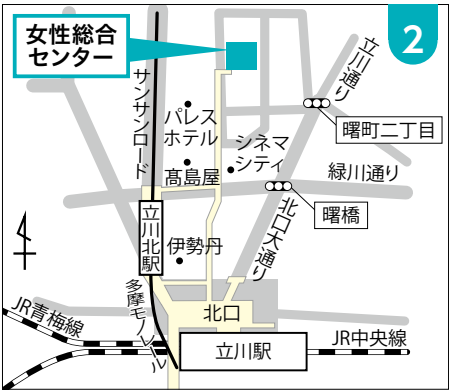 女性総合
センター
2
立川通り
サンサンロード
パレス
ホテル
シネマ
シティ
曙町二丁目
髙島屋
緑川通り
曙橋
北口大通り
立川北駅
伊勢丹
多摩モノレール
北口
JR青梅線
立川駅
JR中央線